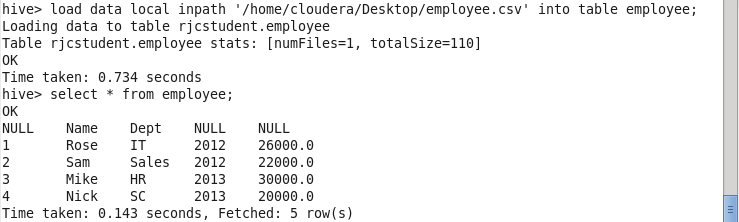 hive> load data local inpath '/home/cloudera/Desktop/employee.csv' into table employee;
Loading data to table rjcstudent.employee
Table rjcstudent.employee stats: [numFiles=1, totalSize=110]
OK
Time taken: 0.734 seconds
hive> select * from employee;
OK
NULL    Name    Dept    NULL    NULL
1       Rose    IT      2012    26000.0
2       Sam     Sales   2012    22000.0
3       Mike    HR      2013    30000.0
4       Nick    SC      2013    20000.0
Time taken: 0.143 seconds, Fetched: 5 row(s)